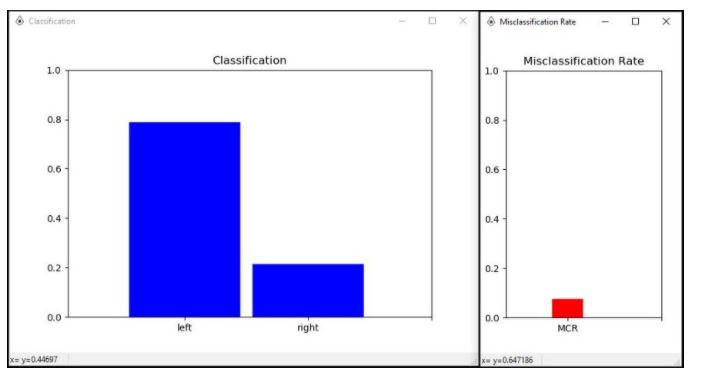 Classification
Classification
1.0
0.8
0.6
0.4
0.2
0.0
left right
x= y=0.44697
Misclassification Rate
Misclassification Rate
1.0
0.8
0.6
0.4
0.2
0.0
MCR
x= y=0.647186